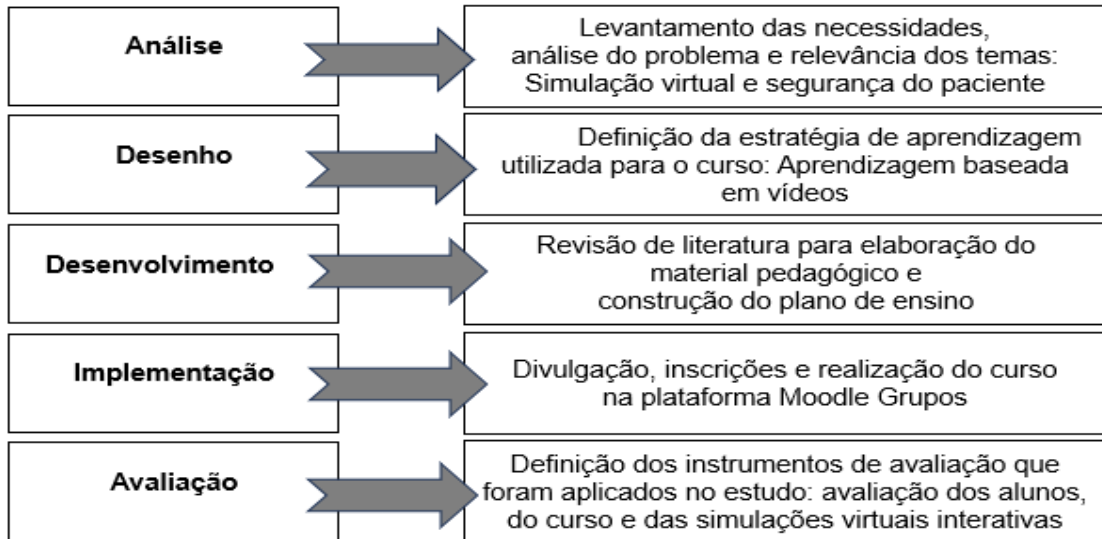 Análise
Levantamento das necessidades,
análise do problema e relevância dos temas:
Simulação virtual e segurança do paciente
Desenho
Definição da estratégia de aprendizagem
utilizada para o curso: Aprendizagem baseada
em vídeos
Desenvolvimento
Revisão de literatura para elaboração do
material pedagógico e
construção do plano de ensino
Implementação
Divulgação, inscrições e realização do curso
na plataforma Moodle Grupos
Avaliação
Definição dos instrumentos de avaliação que
foram aplicados no estudo: avaliação dos alunos,
do curso e das simulações virtuais interativas